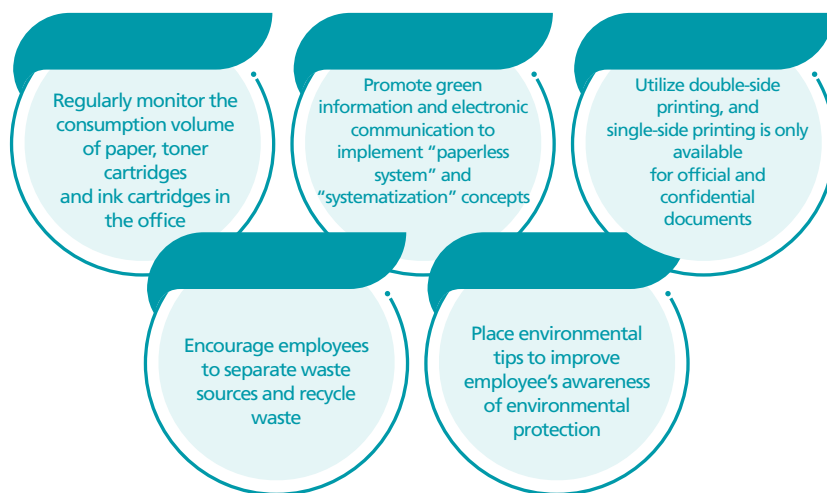 Regularly monitor the
consumption volume
of paper, toner
cartridges
and ink cartridges in
the office
Promote green
information and electronic
communication to
implement “paperless
system” and
“systematization” concepts
Utilize double-side
printing, and
single-side printing is only
available
for official and
confidential
documents
Encourage employees
to separate waste
sources and recycle
waste
Place environmental
tips to improve
employee’s awareness
of environmental
protection